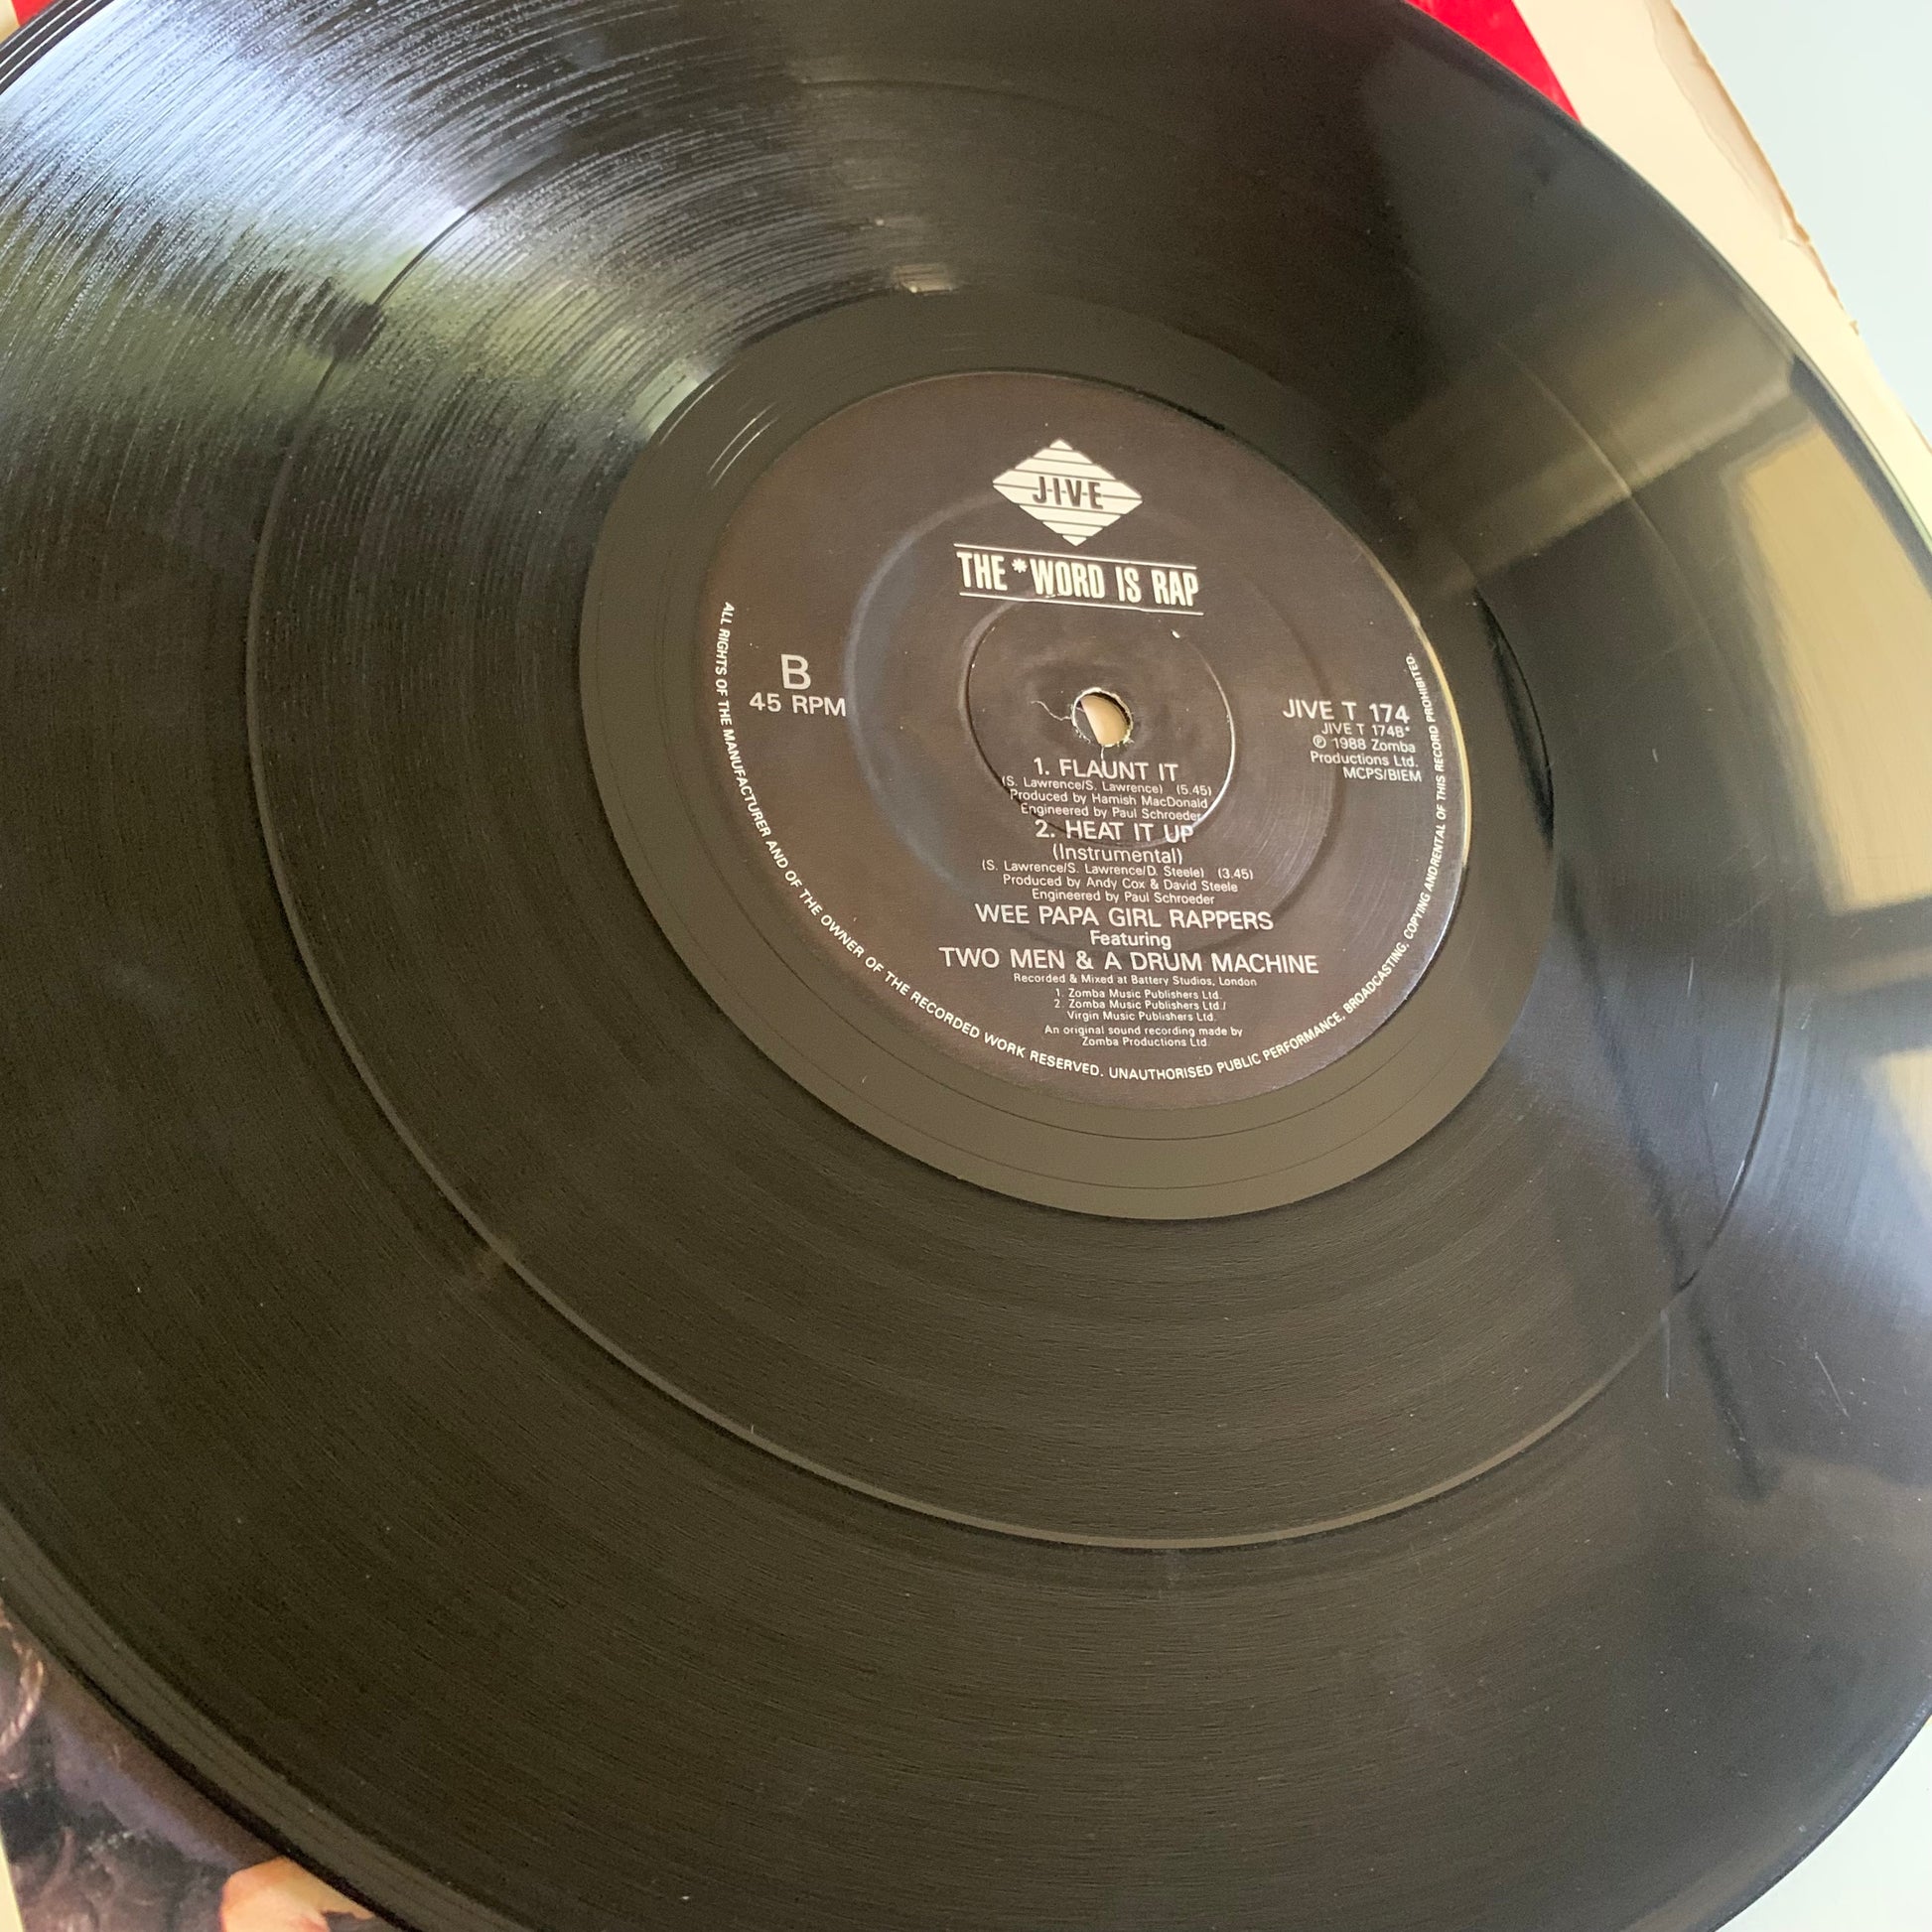 J·I·V·E
THE *WORD IS RAP
B
45 RPM
JIVE T 174
JIVE T 174B*
℗ 1988 Zomba
Productions Ltd.
MCPS/BIEM
1. FLAUNT IT
(S. Lawrence/S. Lawrence) (5.45)
Produced by Hamish MacDonald
Engineered by Paul Schroeder
2. HEAT IT UP
(Instrumental)
(S. Lawrence/S. Lawrence/D. Steele) (3.45)
Produced by Andy Cox & David Steele
Engineered by Paul Schroeder
WEE PAPA GIRL RAPPERS
Featuring
TWO MEN & A DRUM MACHINE
Recorded & Mixed at Battery Studios, London
1. Zomba Music Publishers Ltd.
2. Zomba Music Publishers Ltd./
Virgin Music Publishers Ltd.
An original sound recording made by
Zomba Productions Ltd.
ALL RIGHTS OF THE MANUFACTURER AND OF THE OWNER OF THE RECORDED WORK RESERVED. UNAUTHORISED PUBLIC PERFORMANCE, BROADCASTING, COPYING AND RENTAL OF THIS RECORD PROHIBITED.